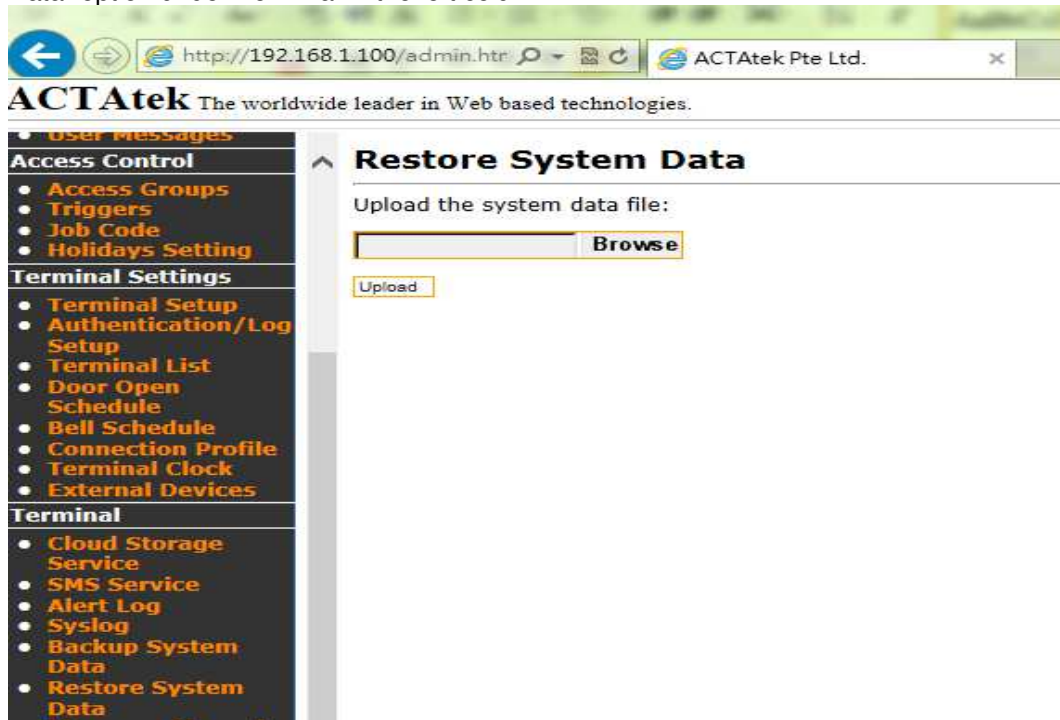 http://192.168.1.100/admin.htr
ACTAtek Pte Ltd.
ACTAtek The worldwide leader in Web based technologies.
User Messages
Access Control
Access Groups
Triggers
Job Code
Holidays Setting
Terminal Settings
Terminal Setup
Authentication/Log
Setup
Terminal List
Door Open
Schedule
Bell Schedule
Connection Profile
Terminal Clock
External Devices
Terminal
Cloud Storage
Service
SMS Service
Alert Log
Syslog
Backup System
Data
Restore System
Data
Restore System Data
Upload the system data file:
Browse
Upload